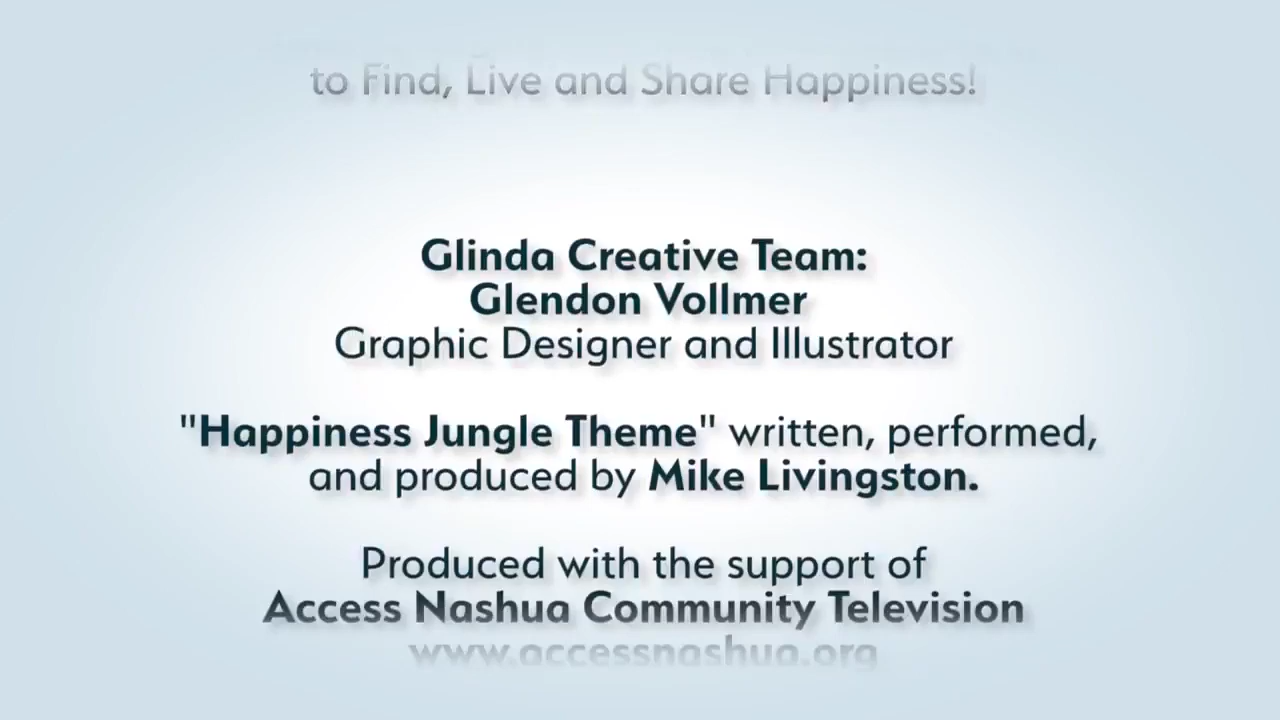 to Find, Live and Share Happiness!
Glinda Creative Team:
Glendon Vollmer
Graphic Designer and Illustrator
"Happiness Jungle Theme" written, performed,
and produced by Mike Livingston.
Produced with the support of
Access Nashua Community Television
www.accessnashua.org